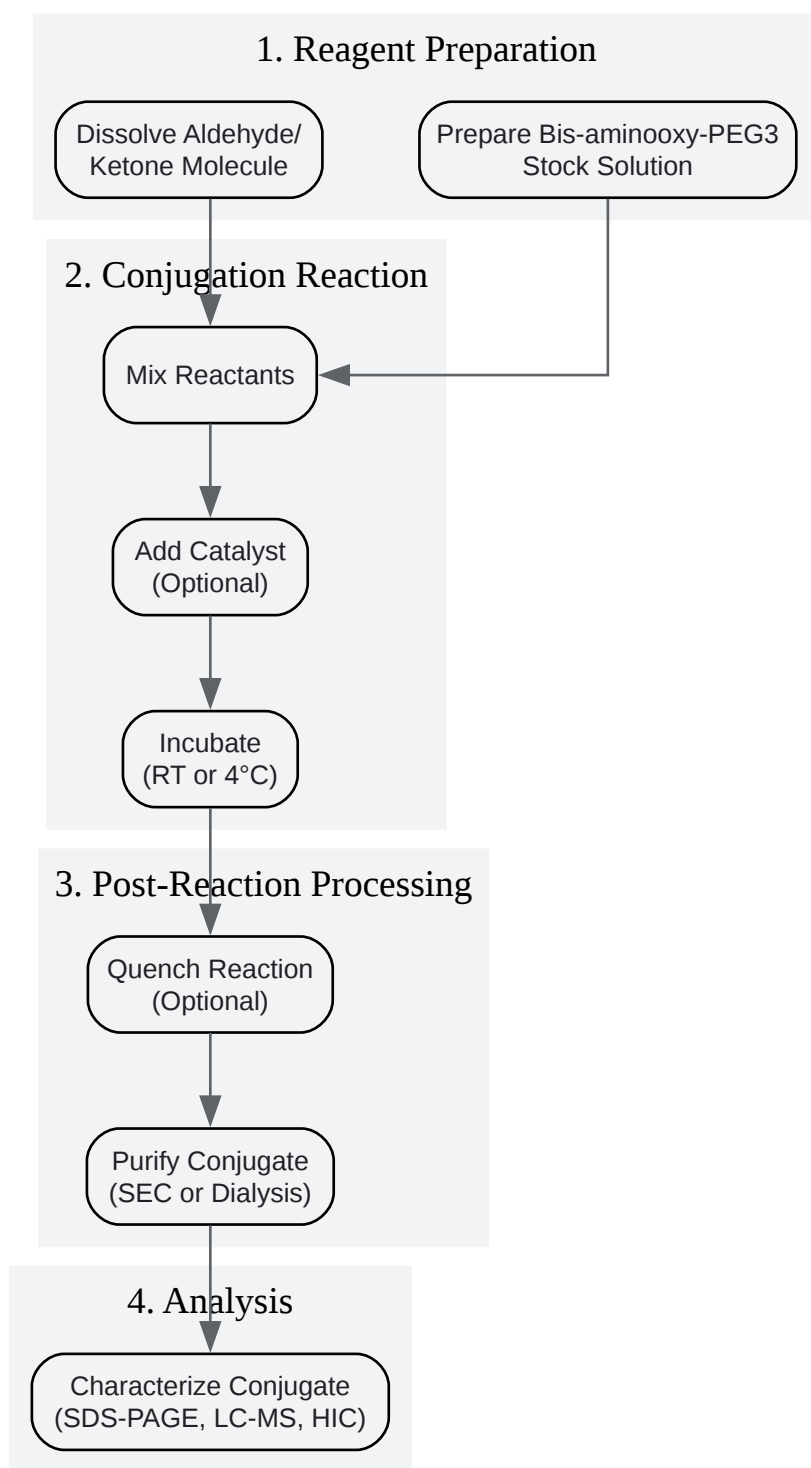 1. Reagent Preparation
Dissolve Aldehyde/
Ketone Molecule
Prepare Bis-aminooxy-PEG3
Stock Solution
2. Conjugation Reaction
Mix Reactants
Add Catalyst
(Optional)
Incubate
(RT or 4°C)
3. Post-Reaction Processing
Quench Reaction
(Optional)
Purify Conjugate
(SEC or Dialysis)
4. Analysis
Characterize Conjugate
(SDS-PAGE, LC-MS, HIC)